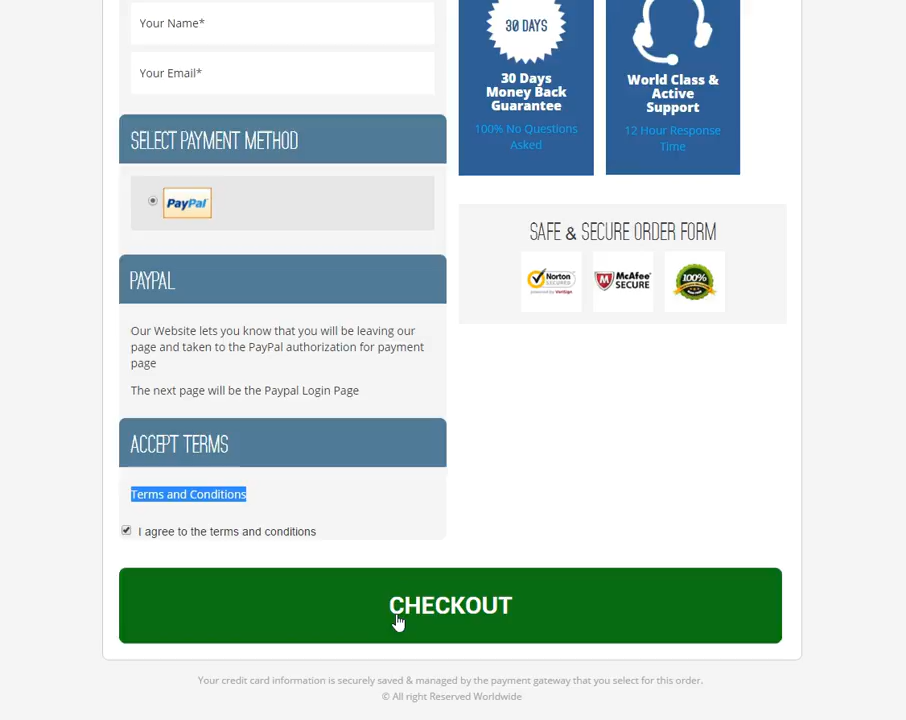 Your Name*
Your Email*
SELECT PAYMENT METHOD
PayPal
PAYPAL
Our Website lets you know that you will be leaving our
page and taken to the PayPal authorization for payment
page
The next page will be the Paypal Login Page
ACCEPT TERMS
Terms and Conditions
I agree to the terms and conditions
30 DAYS
30 Days
Money Back
Guarantee
100% No Questions
Asked
World Class &
Active
Support
12 Hour Response
Time
SAFE & SECURE ORDER FORM
Norton
SECURED
powered by VeriSign
McAfee
SECURE
100%
CHECKOUT
Your credit card information is securely saved & managed by the payment gateway that you select for this order.
© All right Reserved Worldwide